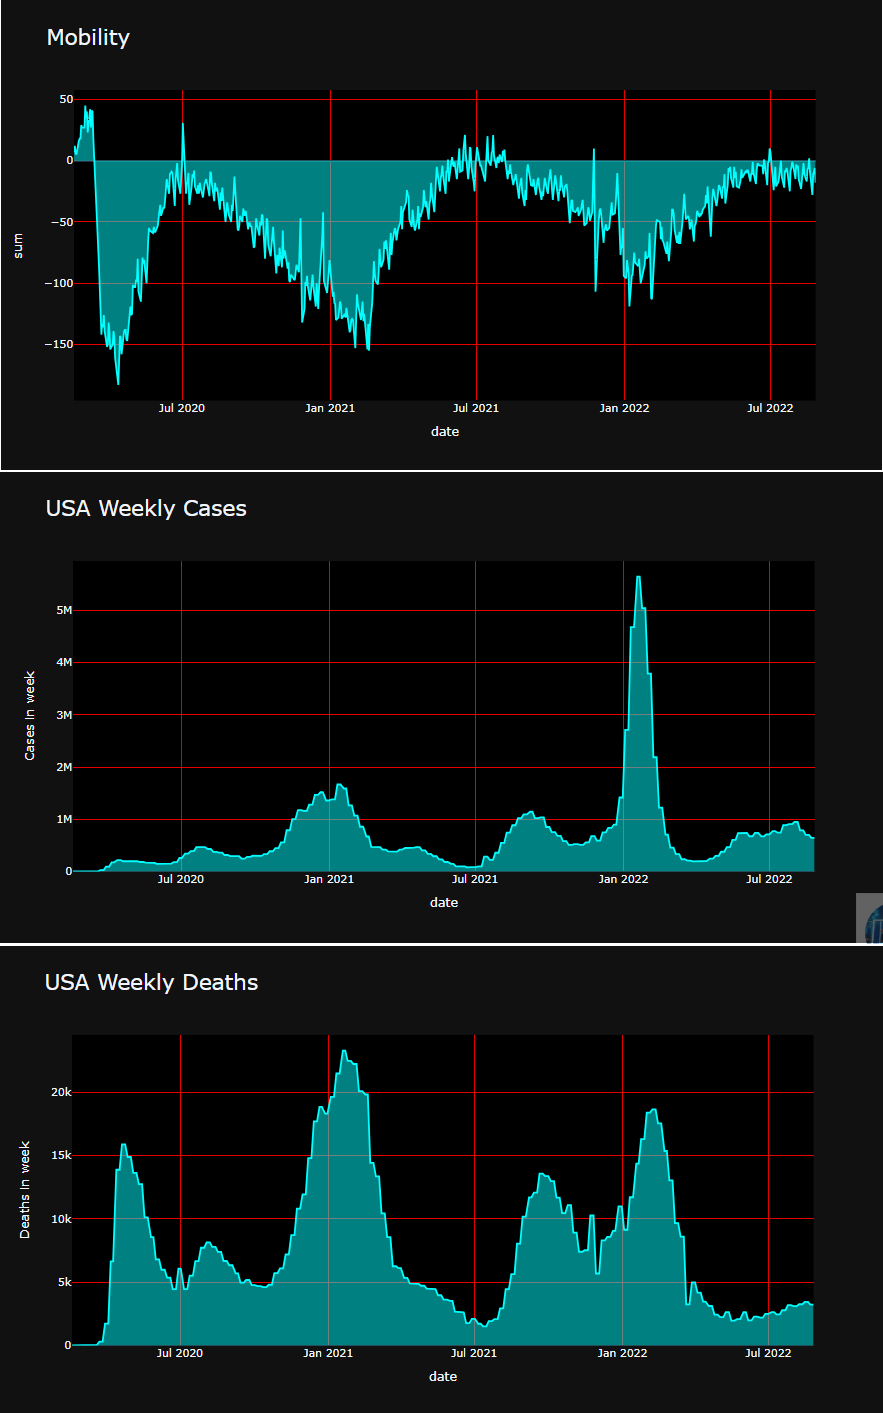 Mobility
50
0
−50
−100
−150
sum
Jul 2020 Jan 2021 Jul 2021 Jan 2022 Jul 2022
date
USA Weekly Cases
5M
4M
3M
2M
1M
0
Cases in week
Jul 2020 Jan 2021 Jul 2021 Jan 2022 Jul 2022
date
USA Weekly Deaths
20k
15k
10k
5k
0
Deaths in week
Jul 2020 Jan 2021 Jul 2021 Jan 2022 Jul 2022
date